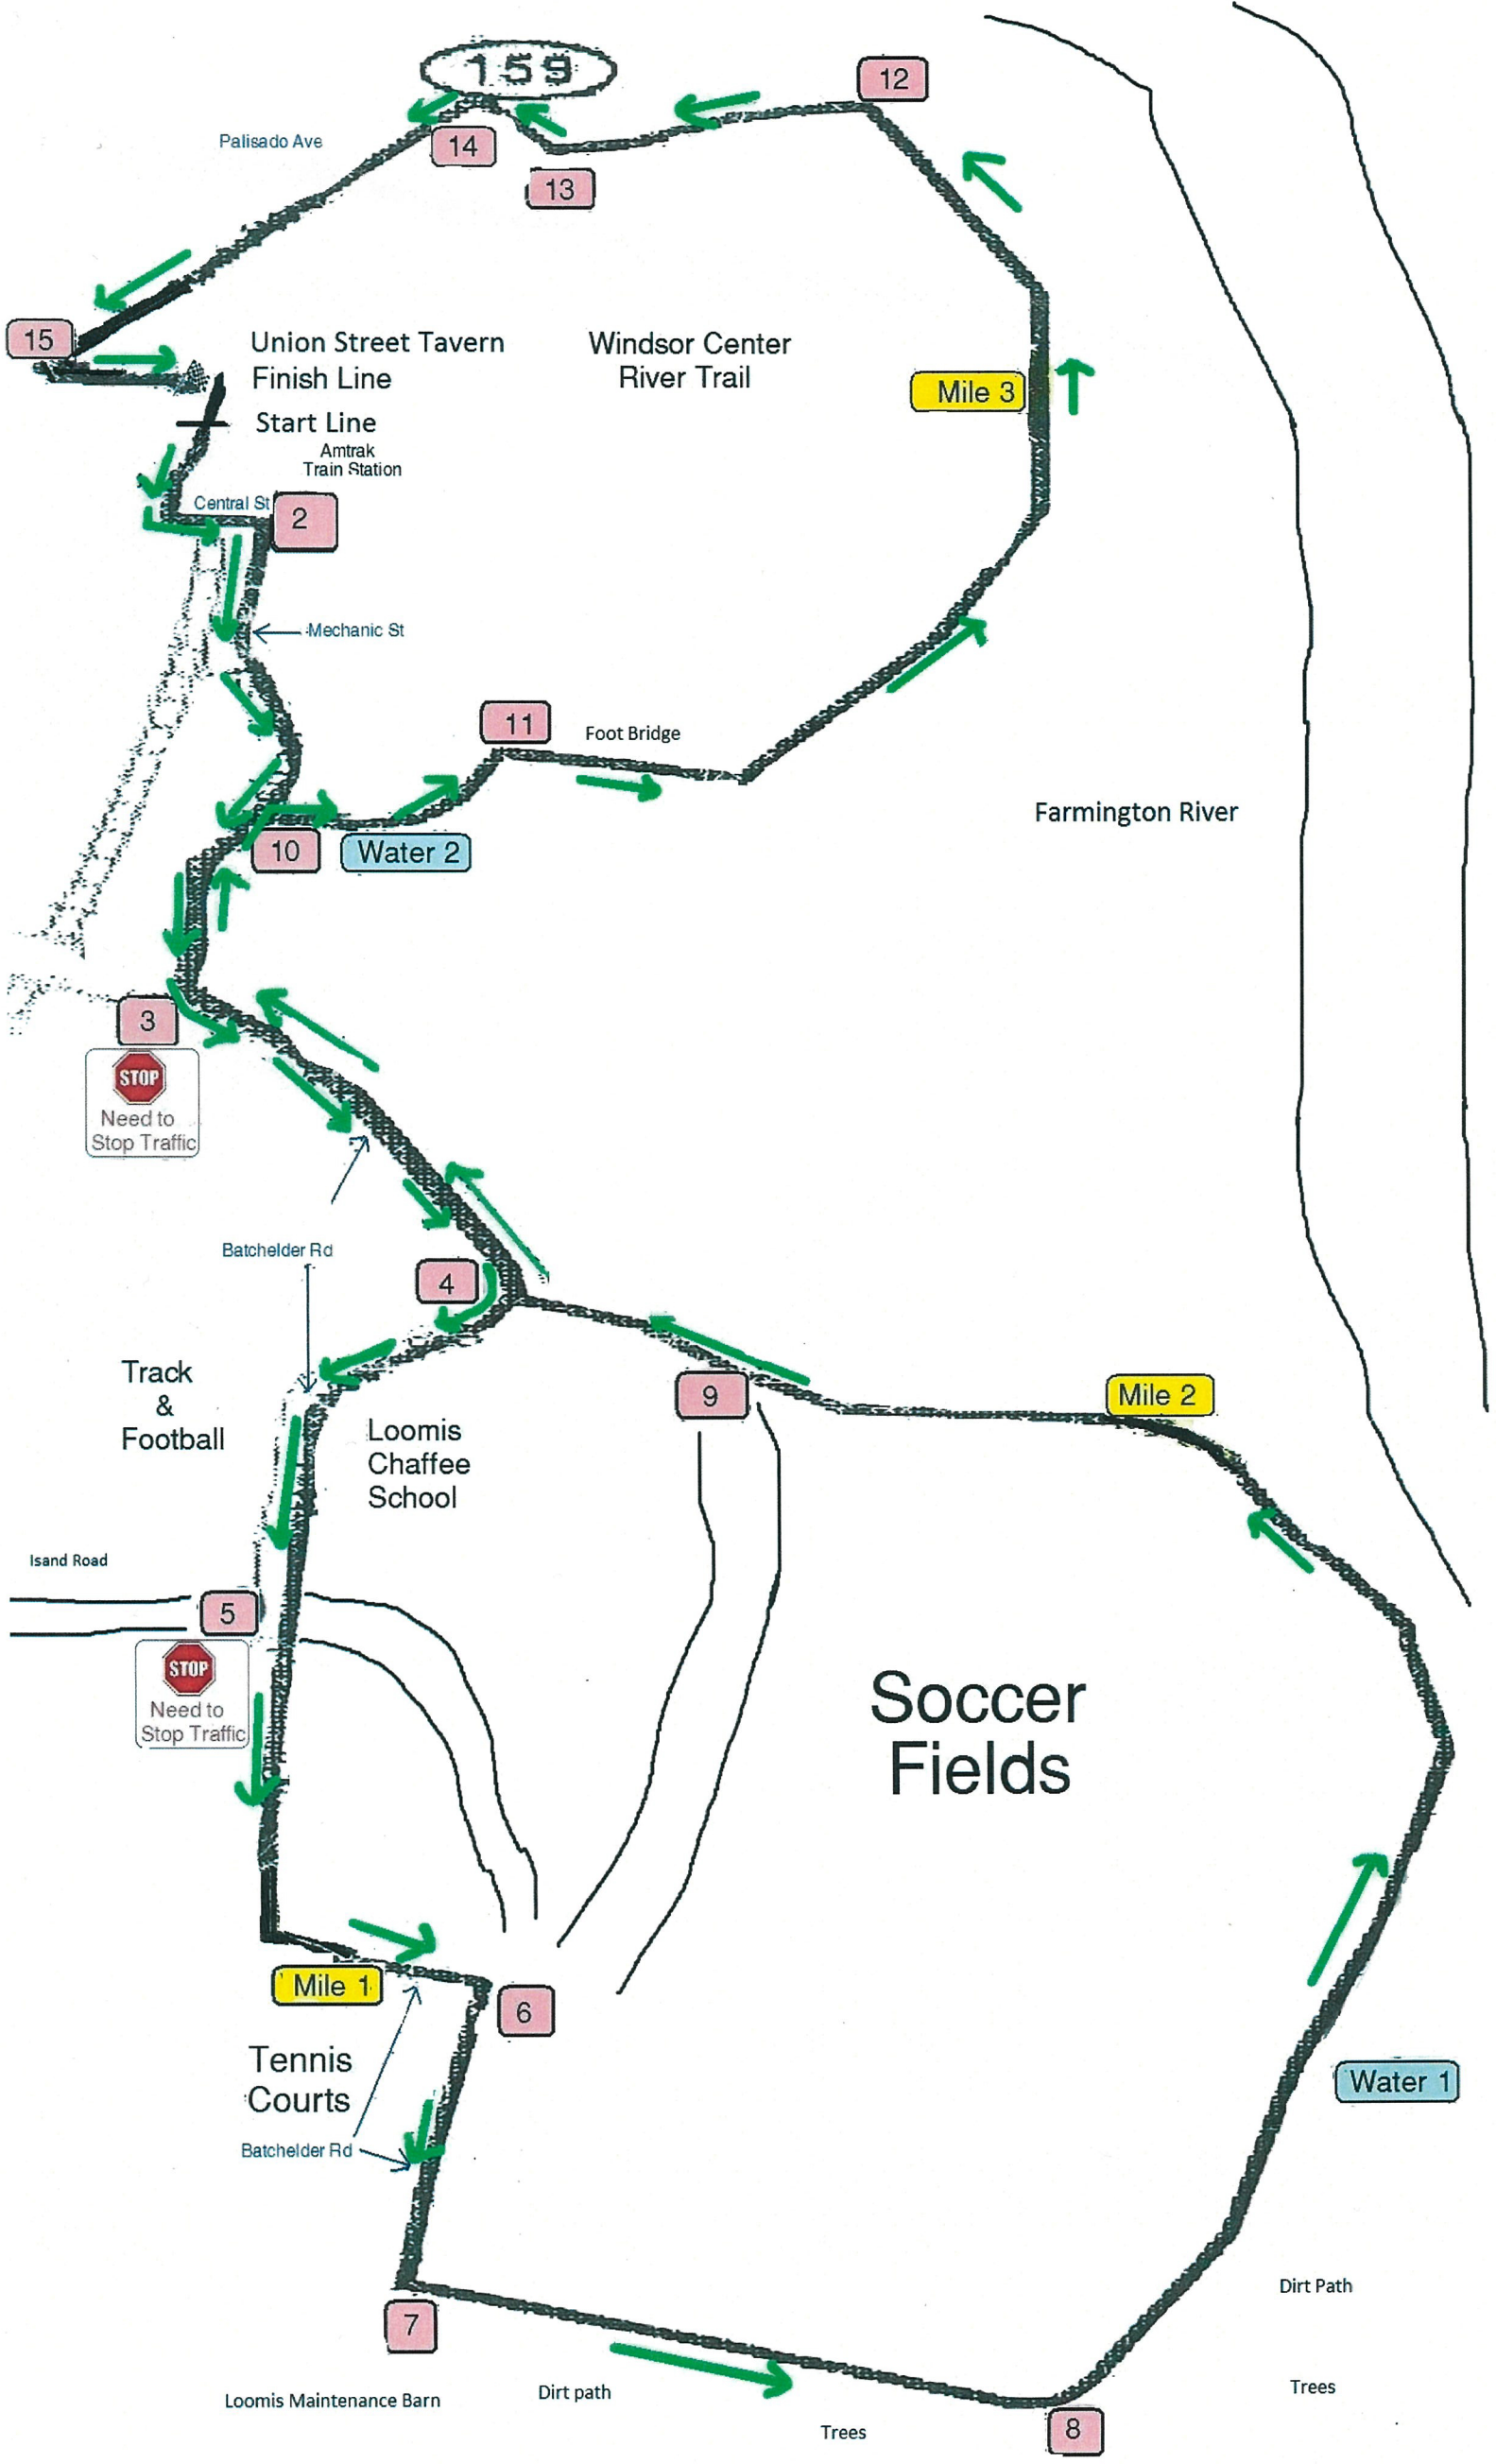 159
12
Palisado Ave
14
13
15
Union Street Tavern
Finish Line
Windsor Center
River Trail
Mile 3
Start Line
Amtrak
Train Station
Central St
2
Mechanic St
11
Foot Bridge
Farmington River
10
Water 2
3
STOP
Need to
Stop Traffic
Batchelder Rd
4
Track
&
Football
9
Mile 2
Loomis
Chaffee
School
Isand Road
5
STOP
Need to
Stop Traffic
Soccer
Fields
Mile 1
6
Tennis
Courts
Water 1
Batchelder Rd
Dirt Path
7
Loomis Maintenance Barn
Dirt path
Trees
Trees
8